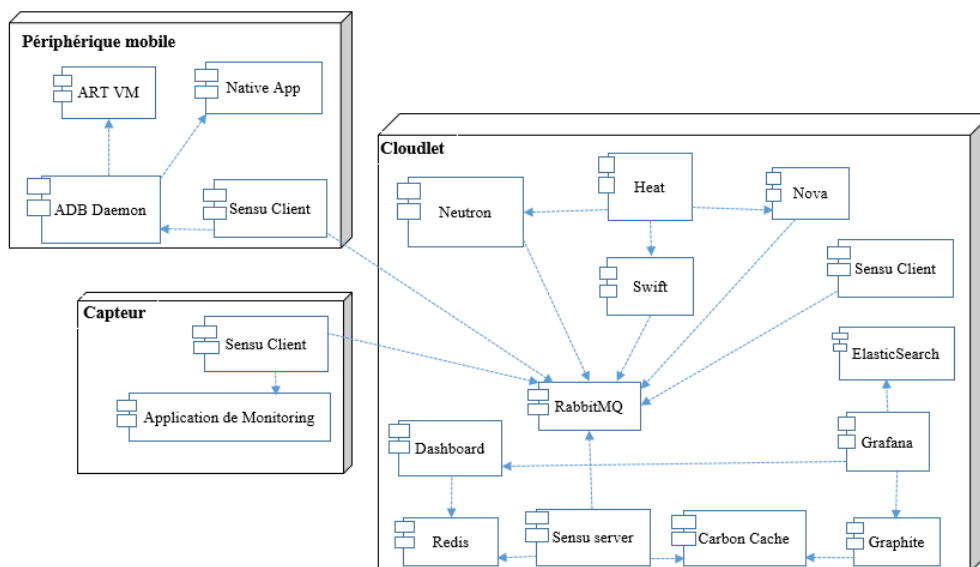 Périphérique mobile
ART VM
Native App
ADB Daemon
Sensu Client
Capteur
Sensu Client
Application de Monitoring
Cloudlet
Neutron
Heat
Nova
Swift
Sensu Client
ElasticSearch
RabbitMQ
Dashboard
Grafana
Redis
Sensu server
Carbon Cache
Graphite